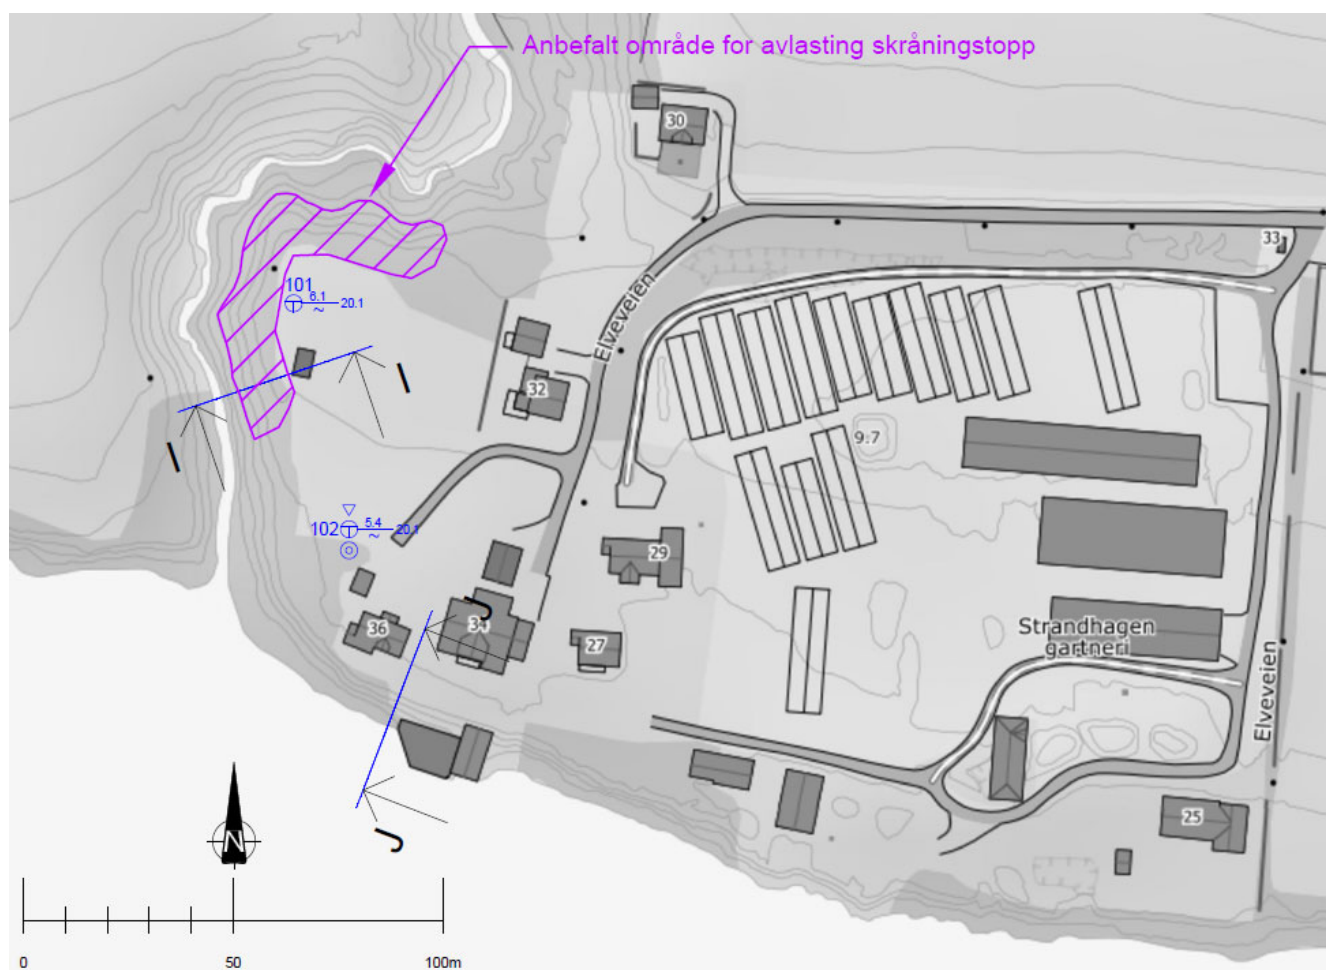 Anbefalt område for avlasting skråningstopp
30
33
101
6.1
~
20.1
Elveveien
I
32
I
9.7
102
5.4
~
20.1
29
J
36
34
27
Strandhagen
gartneri
Elveveien
25
J
N
0
50
100m